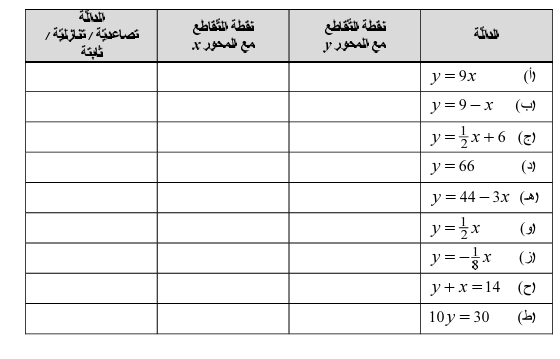 الدالّة
نقطة التّقاطع
مع المحور y
نقطة التّقاطع
مع المحور x
الدالّة
تصاعديّة / تنازليّة /
ثابتة
(أ) y = 9x
(ب) y = 9 − x
(ج) y = ½x + 6
(د) y = 66
(هـ) y = 44 − 3x
(و) y = ½x
(ز) y = −⅛x
(ح) y + x = 14
(ط) 10y = 30